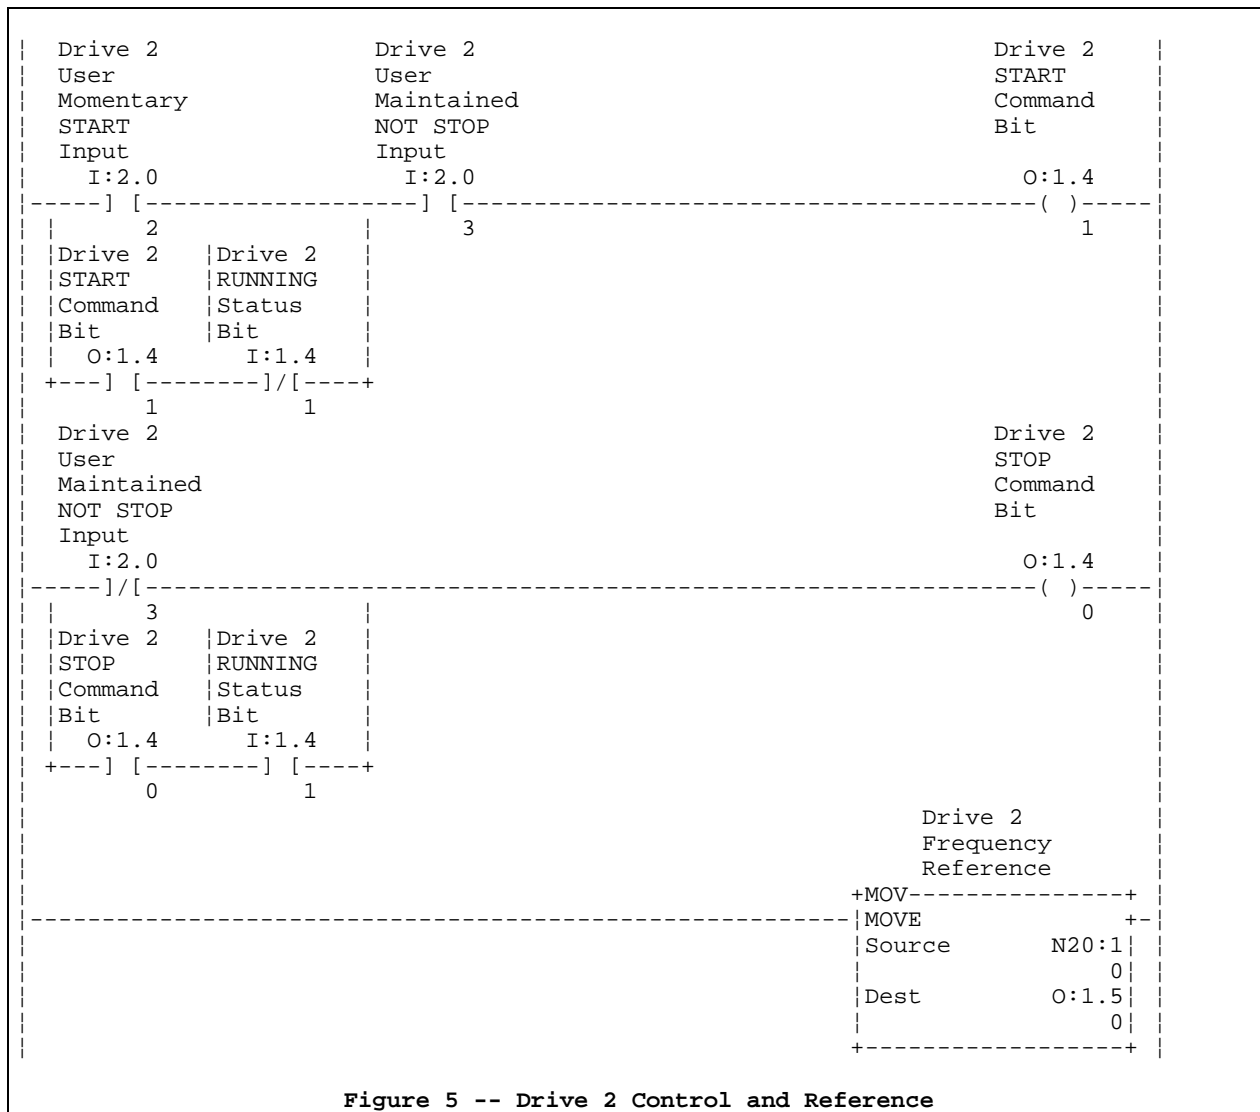 Drive 2 Drive 2 Drive 2
User User START
Momentary Maintained Command
START NOT STOP Bit
Input Input
I:2.0 I:2.0 O:1.4
-----] [-------------------] [----------------------------------------( )-----
2 3 1
Drive 2 Drive 2
START RUNNING
Command Status
Bit Bit
O:1.4 I:1.4
+---] [--------]/[----+
1 1
Drive 2 Drive 2
User STOP
Maintained Command
NOT STOP Bit
Input
I:2.0 O:1.4
-----]/[--------------------------------------------------------------( )-----
3 0
Drive 2 Drive 2
STOP RUNNING
Command Status
Bit Bit
O:1.4 I:1.4
+---] [--------] [----+
0 1
Drive 2
Frequency
Reference
+MOV---------------+
MOVE
Source N20:1
0
Dest O:1.5
0
+------------------+
Figure 5 -- Drive 2 Control and Reference